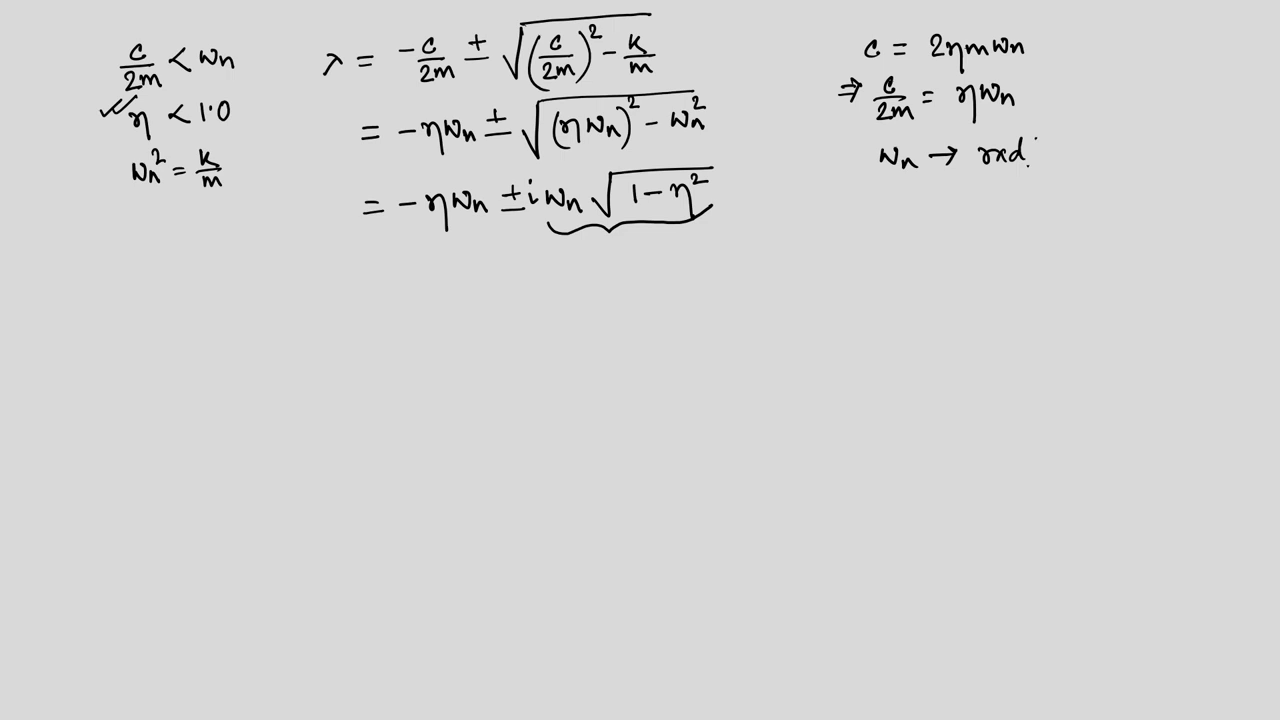 c/2m < ωn
η < 1.0
ωn² = k/m
λ = -c/2m ± √((c/2m)² - k/m)
= -ηωn ± √((ηωn)² - ωn²)
= -ηωn ± iωn √(1 - η²)
c = 2ηmωn
⇒ c/2m = ηωn
ωn → rad.